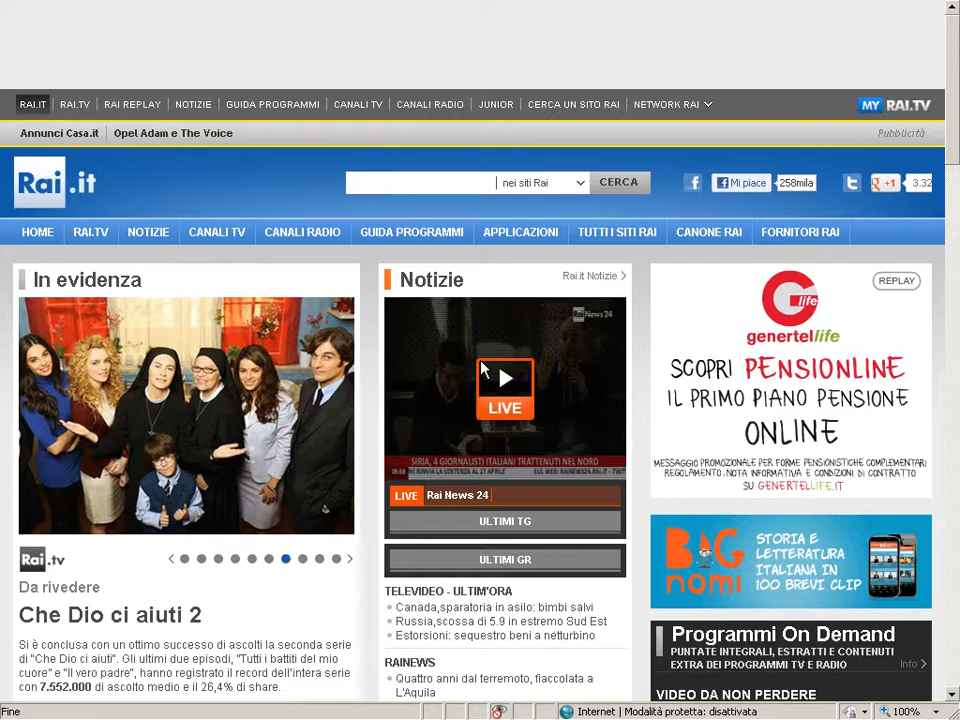 RAI.IT RAI.TV RAI REPLAY NOTIZIE GUIDA PROGRAMMI CANALI TV CANALI RADIO JUNIOR CERCA UN SITO RAI NETWORK RAI MY RAI.TV
Annunci Casa.it Opel Adam e The Voice Pubblicità
Rai.it nei siti Rai CERCA f Mi piace 258mila +1 3.32
HOME RAI.TV NOTIZIE CANALI TV CANALI RADIO GUIDA PROGRAMMI APPLICAZIONI TUTTI I SITI RAI CANONE RAI FORNITORI RAI
In evidenza
Rai.tv
Da rivedere
Che Dio ci aiuti 2
Si è conclusa con un ottimo successo di ascolti la seconda serie
di "Che Dio ci aiuti". Gli ultimi due episodi, "Tutti i battiti del mio
cuore" e "Il vero padre", hanno registrato il record dell'intera serie
con 7.552.000 di ascolto medio e il 26,4% di share.
Notizie Rai.it Notizie
Rai News 24
LIVE
SIRIA, 4 GIORNALISTI ITALIANI TRATTENUTI NEL NORD
LIVE Rai News 24
ULTIMI TG
ULTIMI GR
TELEVIDEO - ULTIM'ORA
Canada,sparatoria in asilo: bimbi salvi
Russia,scossa di 5.9 in estremo Sud Est
Estorsioni: sequestro beni a netturbino
RAINEWS
Quattro anni dal terremoto, fiaccolata a
L'Aquila
REPLAY
Glife
genertellife
SCOPRI PENSIONLINE
IL PRIMO PIANO PENSIONE
ONLINE
MESSAGGIO PROMOZIONALE PER FORME PENSIONISTICHE COMPLEMENTARI
REGOLAMENTO, NOTA INFORMATIVA E CONDIZIONI DI CONTRATTO
SU GENERTELLIFE.IT
BIGnomi
STORIA E
LETTERATURA
ITALIANA IN
100 BREVI CLIP
Programmi On Demand
PUNTATE INTEGRALI, ESTRATTI E CONTENUTI
EXTRA DEI PROGRAMMI TV E RADIO Info
VIDEO DA NON PERDERE
Fine Internet | Modalità protetta: disattivata 100%